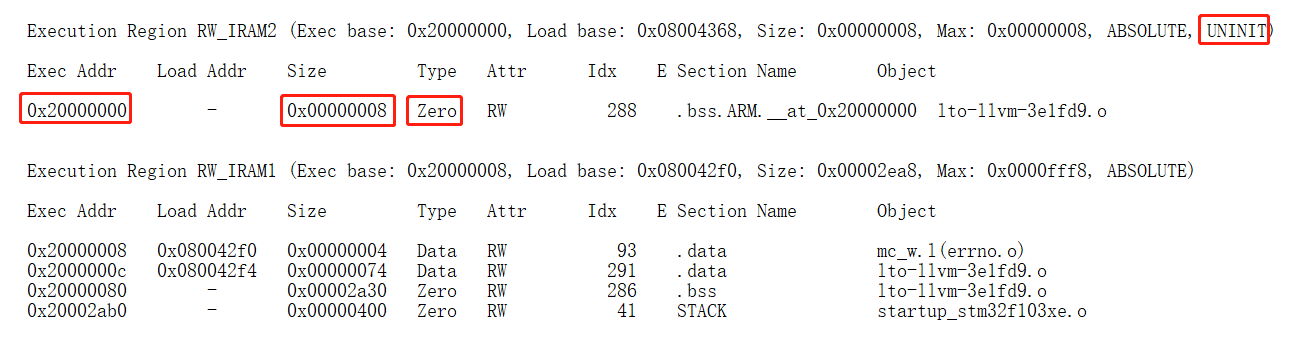 Execution Region RW_IRAM2 (Exec base: 0x20000000, Load base: 0x08004368, Size: 0x00000008, Max: 0x00000008, ABSOLUTE, UNINIT)
Exec Addr    Load Addr    Size         Type   Attr      Idx    E Section Name        Object
0x20000000        -       0x00000008   Zero   RW          288    .bss.ARM.__at_0x20000000  lto-llvm-3e1fd9.o
Execution Region RW_IRAM1 (Exec base: 0x20000008, Load base: 0x080042f0, Size: 0x00002ea8, Max: 0x0000fff8, ABSOLUTE)
Exec Addr    Load Addr    Size         Type   Attr      Idx    E Section Name        Object
0x20000008   0x080042f0   0x00000004   Data   RW           93    .data               mc_w.l(errno.o)
0x2000000c   0x080042f4   0x00000074   Data   RW          291    .data               lto-llvm-3e1fd9.o
0x20000080        -       0x00002a30   Zero   RW          286    .bss                lto-llvm-3e1fd9.o
0x20002ab0        -       0x00000400   Zero   RW           41    STACK               startup_stm32f103xe.o